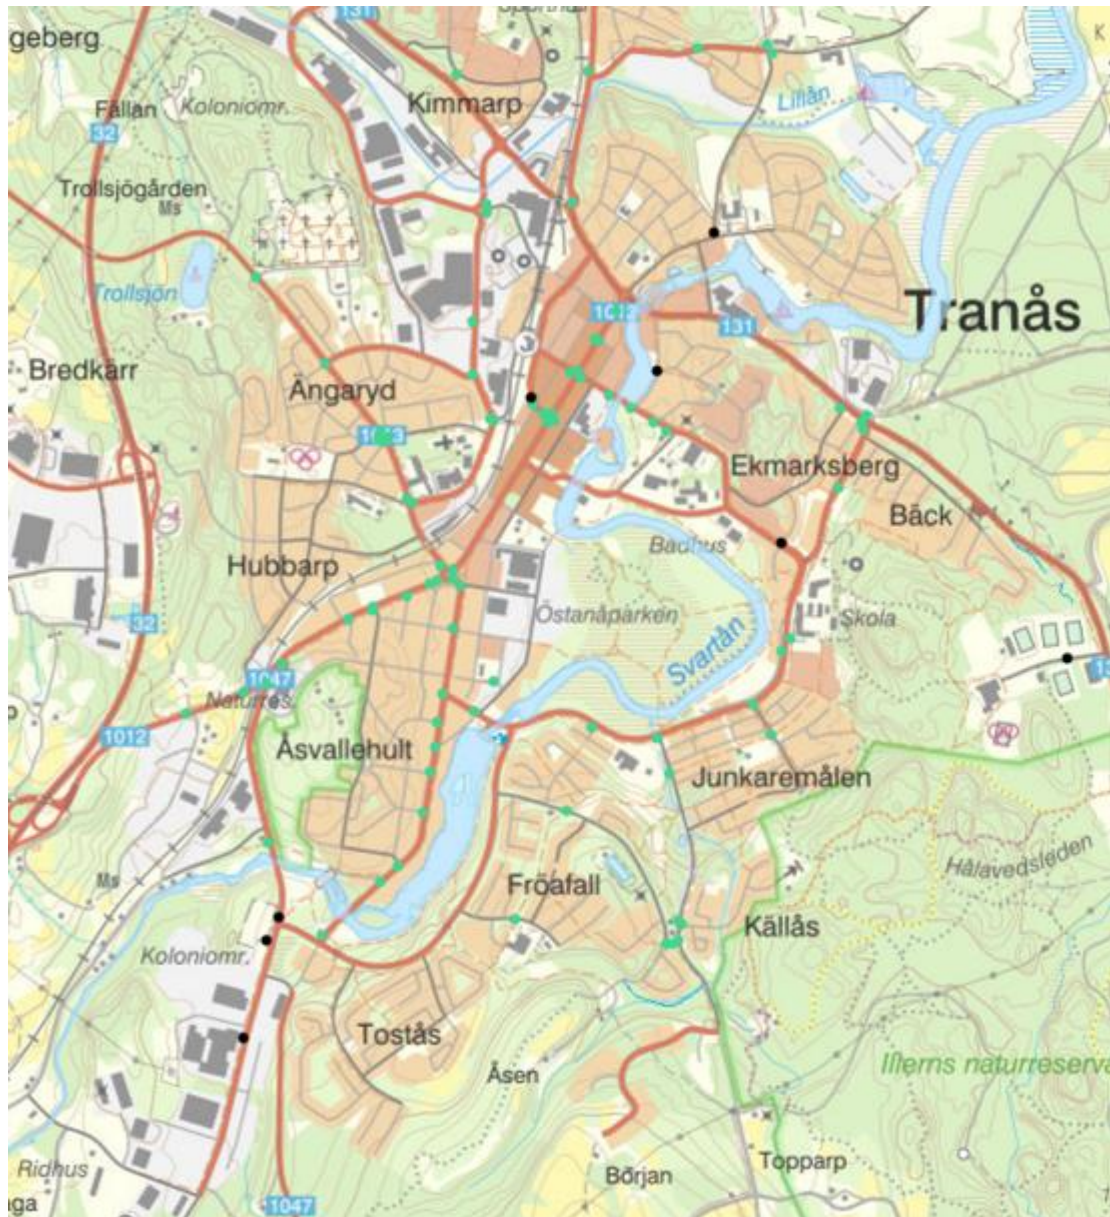 131
geberg
K
Kimmarp
Fållan
Koloniomr.
Lillån
32
Trollsjögården
Ms
Trollsjön
Tranås
131
Bredkärr
Ängaryd
Ekmarksberg
Bäck
Hubbarp
Badhus
32
Östanåparken
Skola
Svartån
1047
Naturres.
1012
Åsvallehult
Junkaremålen
Hålavedsleden
Ms
Fröafall
Källås
Koloniomr.
Tostås
Åsen
Illerns naturreserva
Ridhus
Början
Topparp
ga
1047